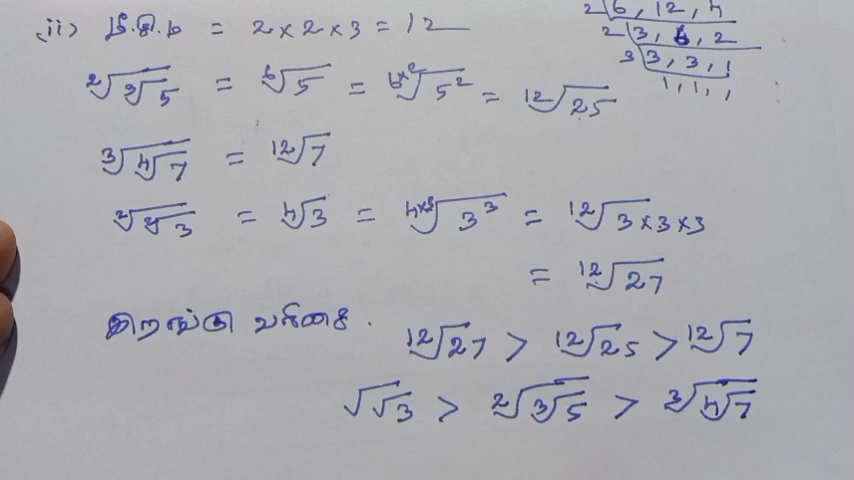 ii) மீ.சி.ம = 2 × 2 × 3 = 12
2 | 6, 12, 4
2 | 3, 6, 2
3 | 3, 3, 1
1, 1, 1
²√³√5 = ⁶√5 = ⁶ˣ²√5² = ¹²√25
³√⁴√7 = ¹²√7
²√²√3 = ⁴√3 = ⁴ˣ³√3³ = ¹²√3×3×3
= ¹²√27
இறங்கு வரிசை.
¹²√27 > ¹²√25 > ¹²√7
√√3 > ²√³√5 > ³√⁴√7